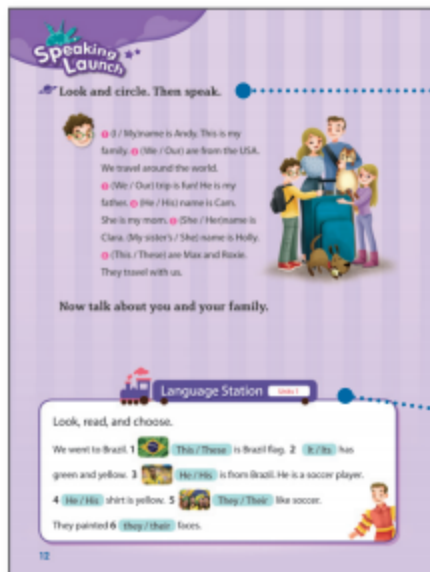 Speaking
Launch
Look and circle. Then speak.
1 (I / My)name is Andy. This is my
family. 2 (We / Our) are from the USA.
We travel around the world.
3 (We / Our) trip is fun! He is my
father. 4 (He / His) name is Cam.
She is my mom. 5 (She / Her)name is
Clara. (My sister's / She) name is Holly.
6 (This / These) are Max and Roxie.
They travel with us.
Now talk about you and your family.
Language Station
Look, read, and choose.
We went to Brazil. 1 This / These is Brazil flag. 2 It / Its has
green and yellow. 3 He / His is from Brazil. He is a soccer player.
4 He / His shirt is yellow. 5 They / Their like soccer.
They painted 6 they / their faces.
12